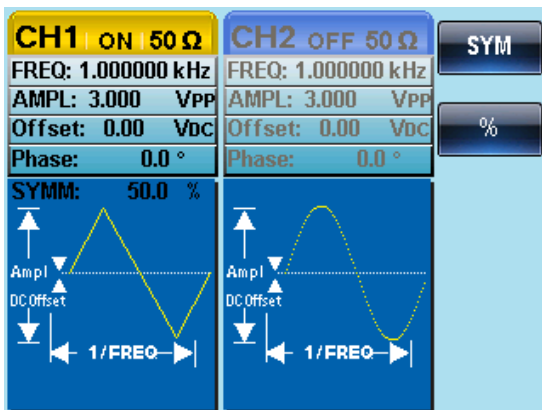 CH1 ON 50 Ω
FREQ: 1.000000 kHz
AMPL: 3.000 VPP
Offset: 0.00 VDC
Phase: 0.0 °
SYMM: 50.0 %
Ampl
DC Offset
1/FREQ
CH2 OFF 50 Ω
FREQ: 1.000000 kHz
AMPL: 3.000 VPP
Offset: 0.00 VDC
Phase: 0.0 °
Ampl
DC Offset
1/FREQ
SYM
%